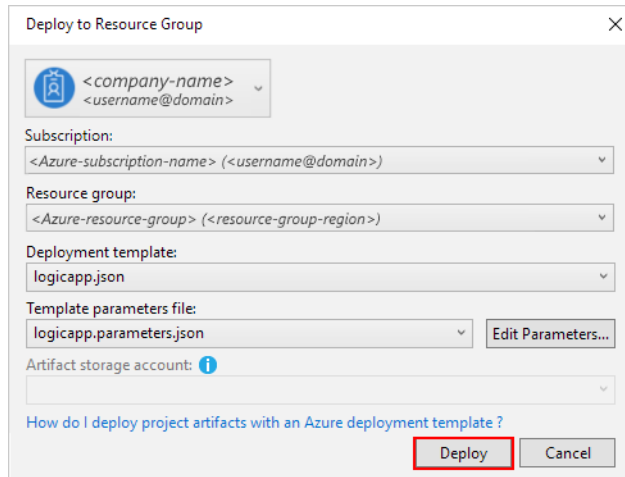 Deploy to Resource Group
<company-name>
<username@domain>
Subscription:
<Azure-subscription-name> (<username@domain>)
Resource group:
<Azure-resource-group> (<resource-group-region>)
Deployment template:
logicapp.json
Template parameters file:
logicapp.parameters.json
Edit Parameters...
Artifact storage account:
How do I deploy project artifacts with an Azure deployment template ?
Deploy
Cancel